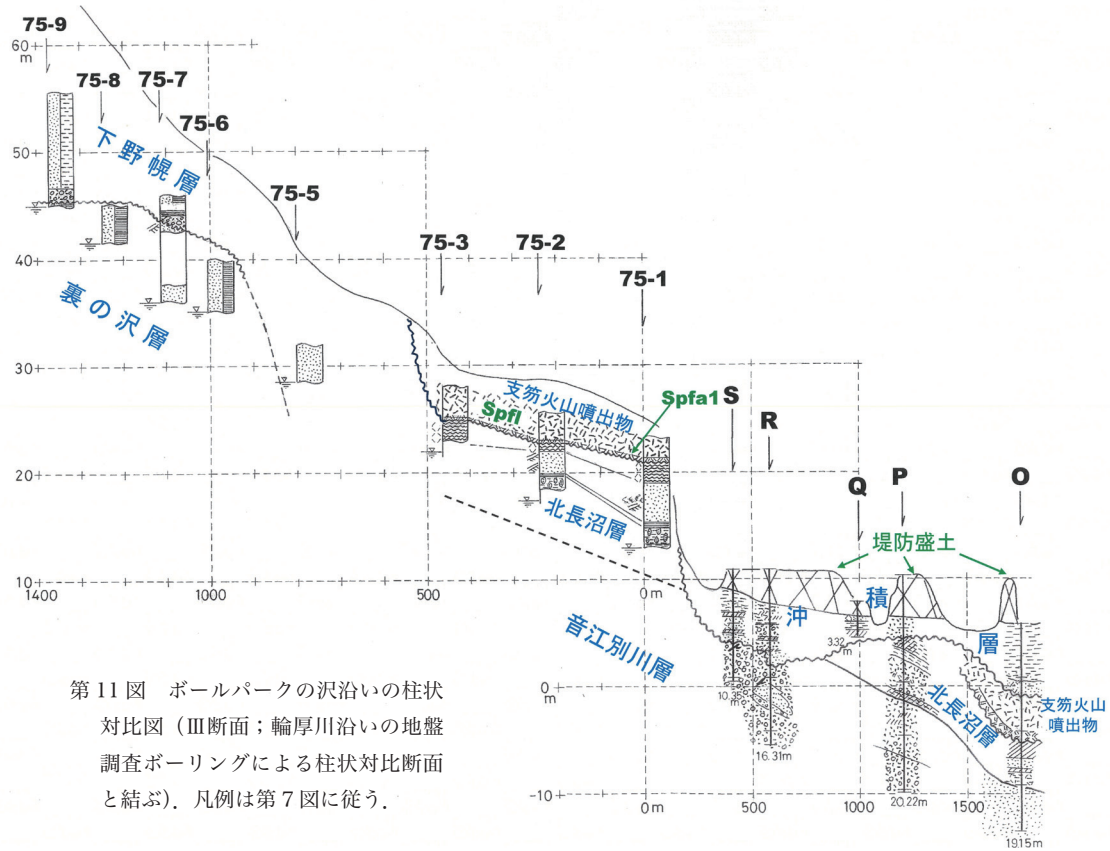 75-9
60
m
75-8
75-7
75-6
下野幌層
50
75-5
75-3
75-2
75-1
40
裏の沢層
30
支笏火山噴出物
Spfa1
Spfl
S
R
20
Q
P
O
北長沼層
堤防盛土
10
1400
1000
500
0m
沖積層
音江別川層
3.32
m
0
m
10.35
m
16.31m
北長沼層
支笏火山
噴出物
-10
0m
500
1000
1500
20.22m
19.15m
第11図 ボールパークの沢沿いの柱状
対比図(Ⅲ断面;輪厚川沿いの地盤
調査ボーリングによる柱状対比断面
と結ぶ).凡例は第7図に従う.